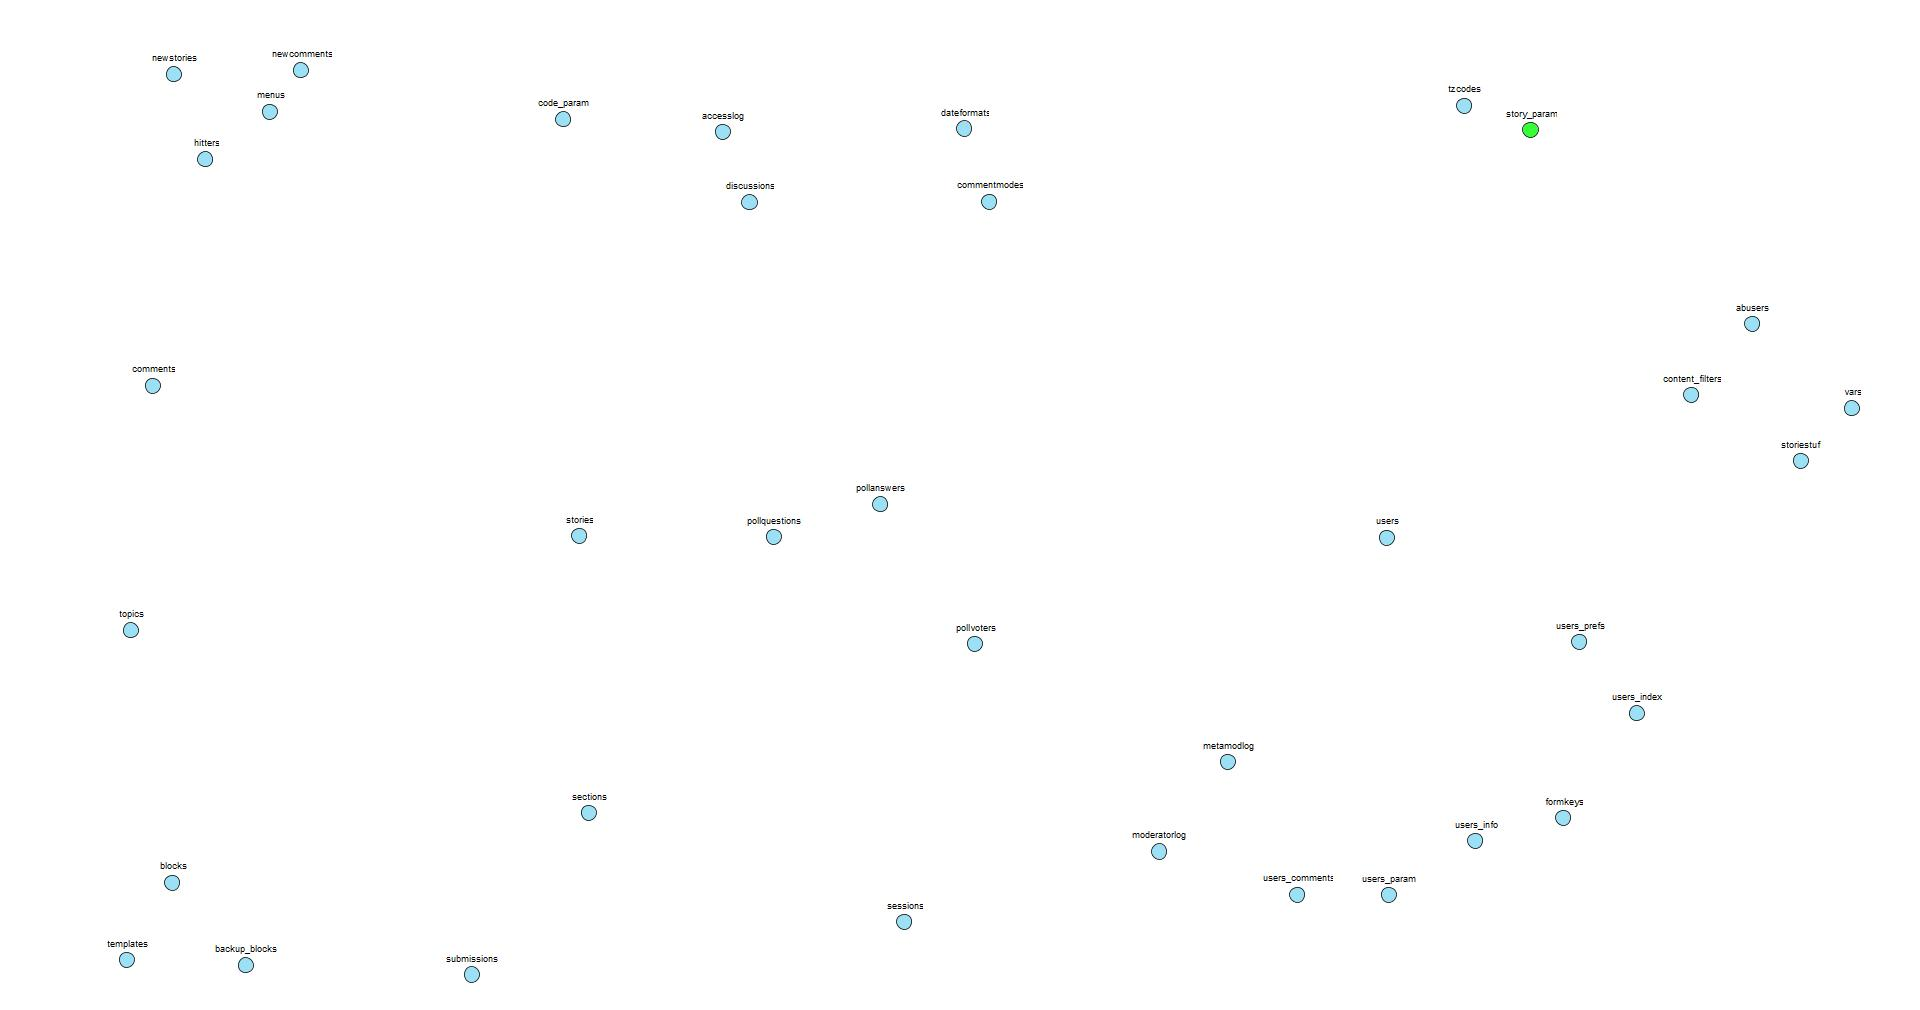 newstories
newcomments
menus
hitters
code_param
accesslog
dateformats
tzcodes
story_param
discussions
commentmodes
abusers
comments
content_filters
vars
storiestuf
pollanswers
stories
pollquestions
users
topics
pollvoters
users_prefs
users_index
metamodlog
sections
formkeys
users_info
moderatorlog
blocks
users_comments
users_param
sessions
templates
backup_blocks
submissions